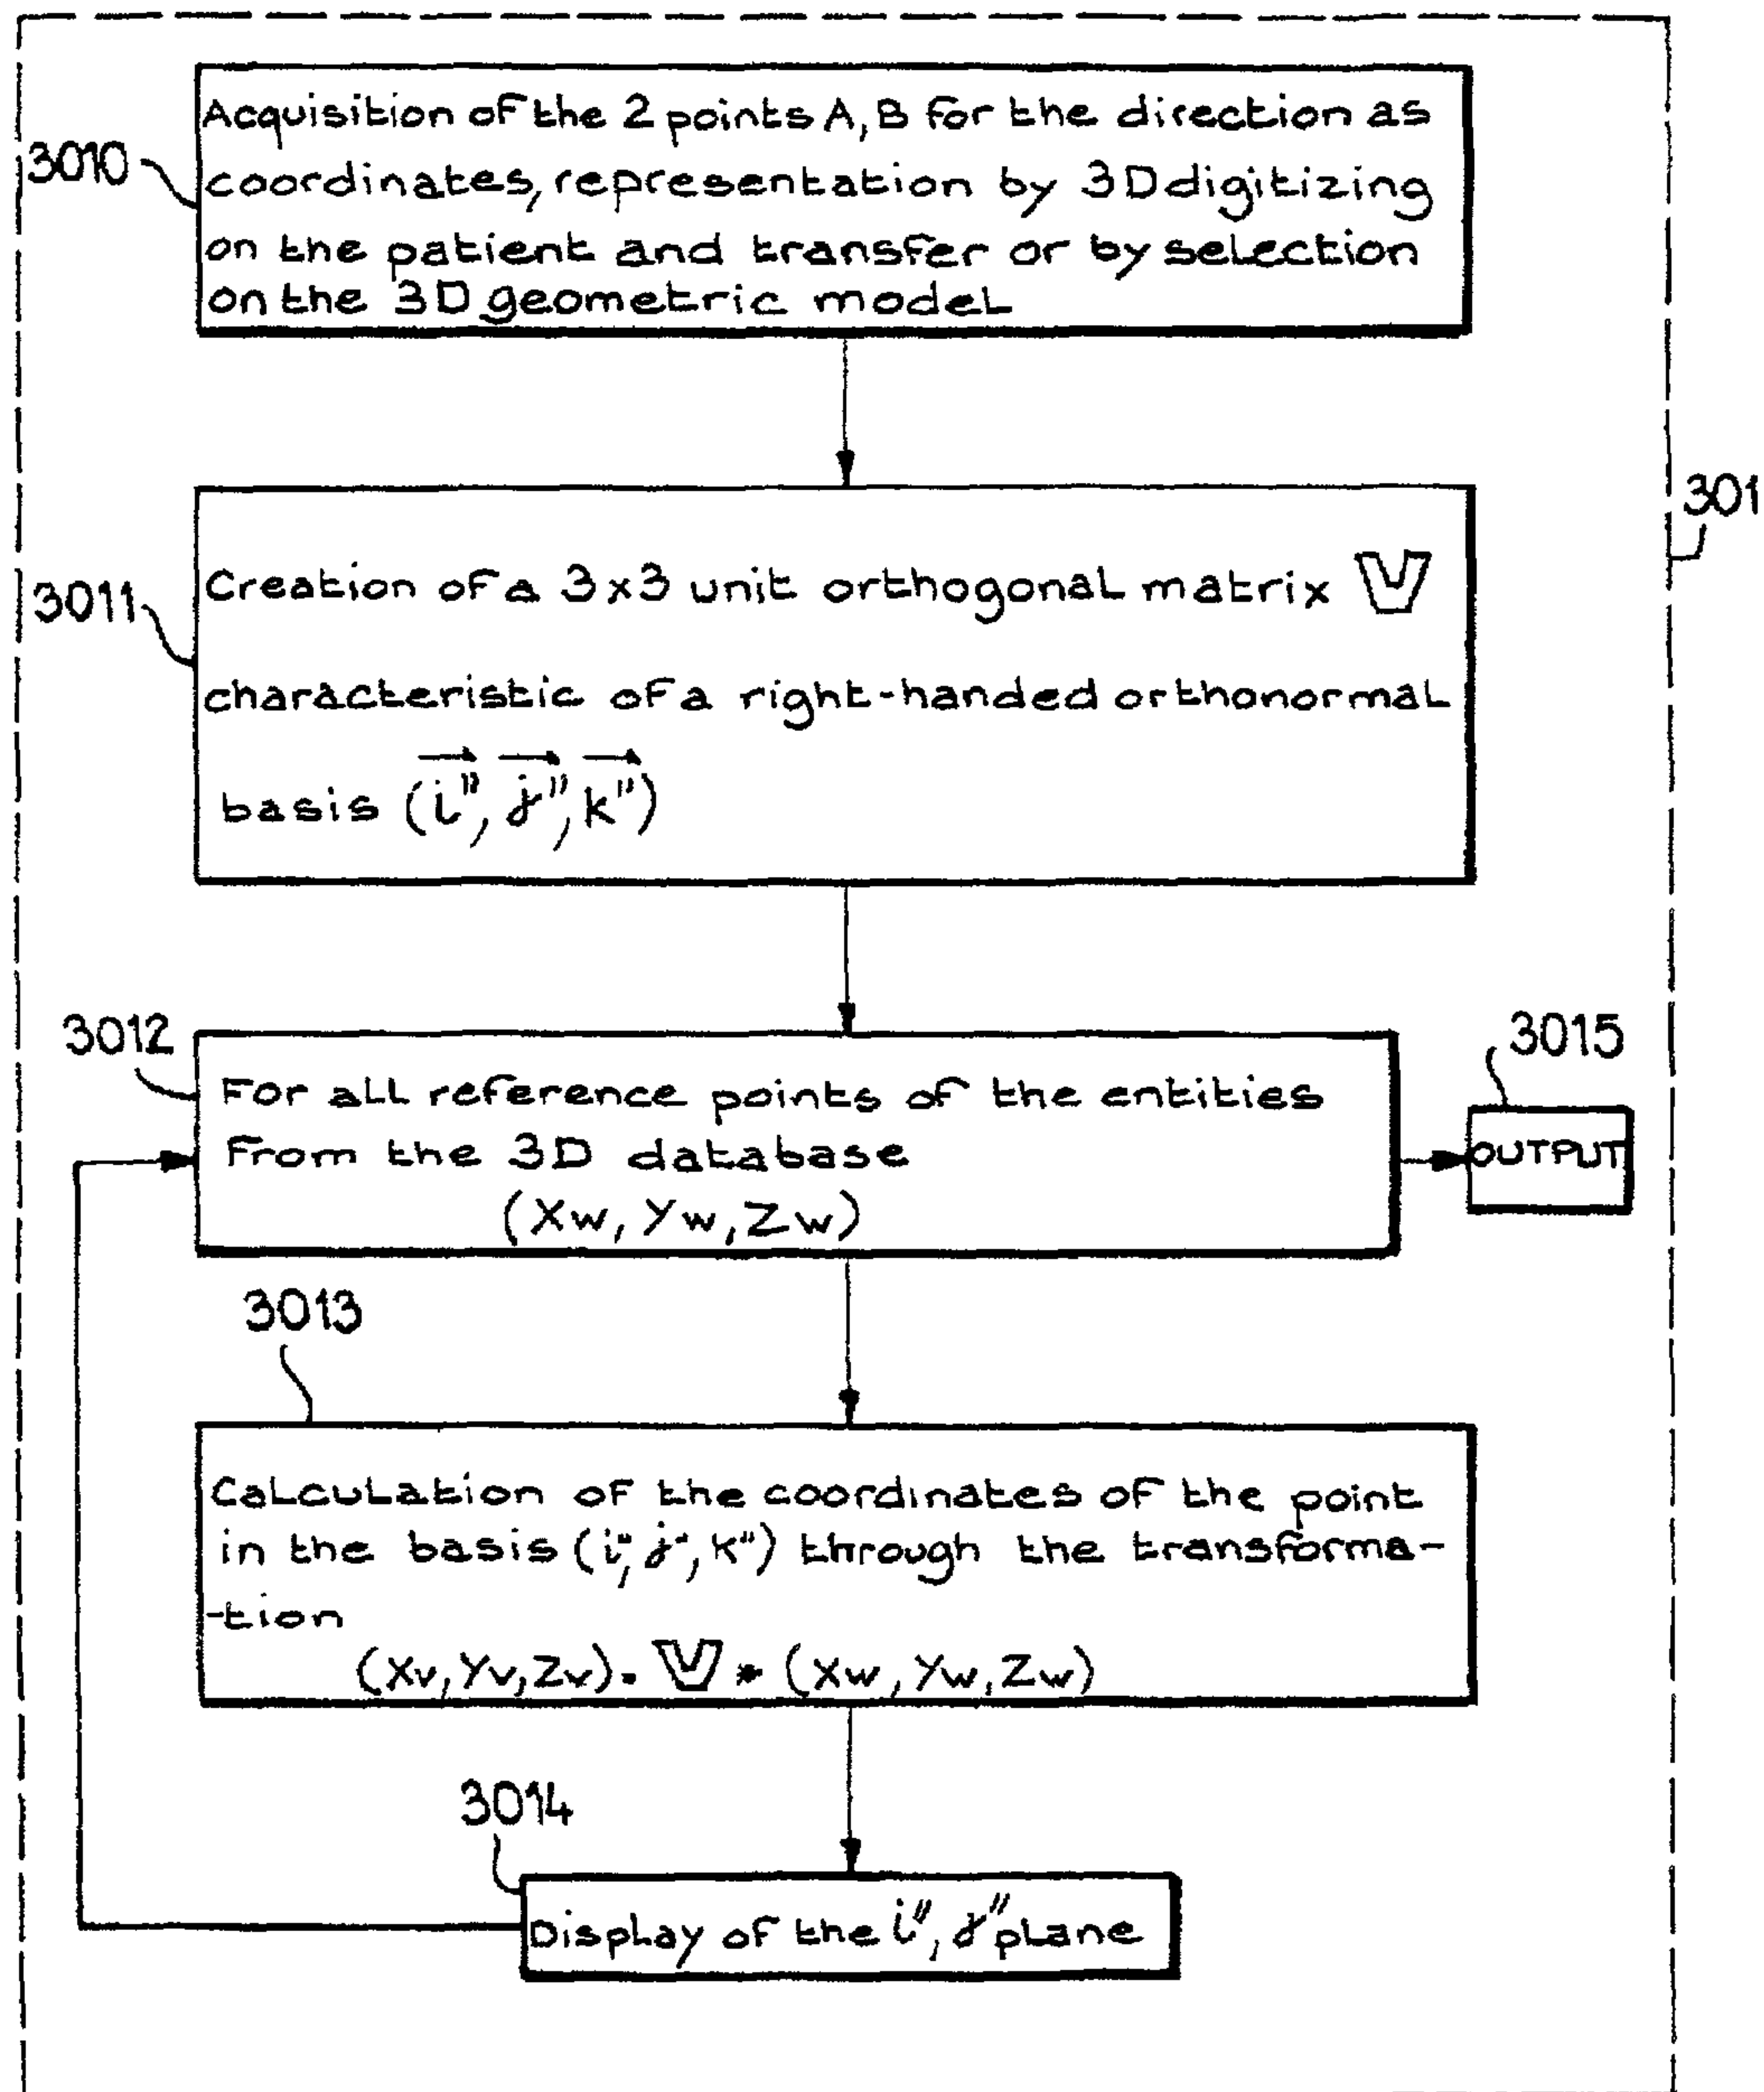 Acquisition of the 2 points A, B for the direction as
3010
coordinates, representation by 3D digitizing
on the patient and transfer or by selection
on the 3D geometric model
301
Creation of a 3x3 unit orthogonal matrix V
3011
characteristic of a right-handed orthonormal
basis (i", j", k")
3012
3015
For all reference points of the entities
from the 3D database
OUTPUT
(Xw, Yw, Zw)
3013
Calculation of the coordinates of the point
in the basis (i", j", k") through the transforma-
-tion
(Xv, Yv, Zv) = V * (Xw, Yw, Zw)
3014
Display of the i", j" plane